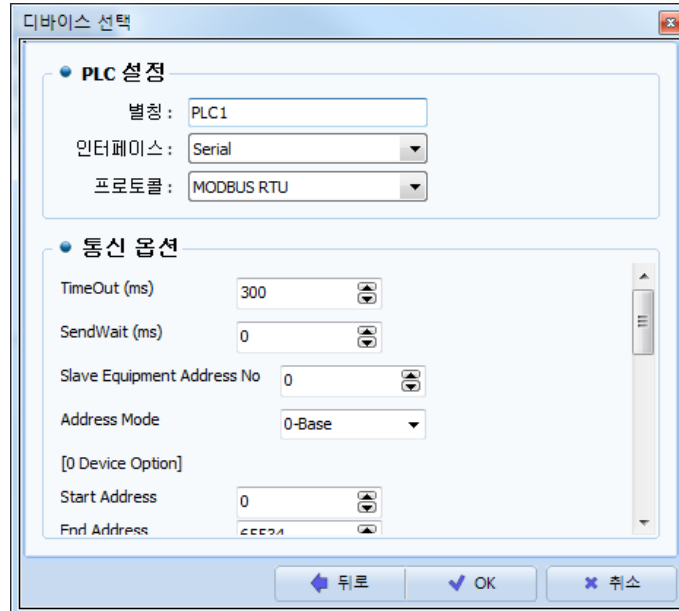 디바이스 선택
PLC 설정
별칭 : PLC1
인터페이스 : Serial
프로토콜 : MODBUS RTU
통신 옵션
TimeOut (ms) 300
SendWait (ms) 0
Slave Equipment Address No 0
Address Mode 0-Base
[0 Device Option]
Start Address 0
End Address 65534
뒤로 OK 취소